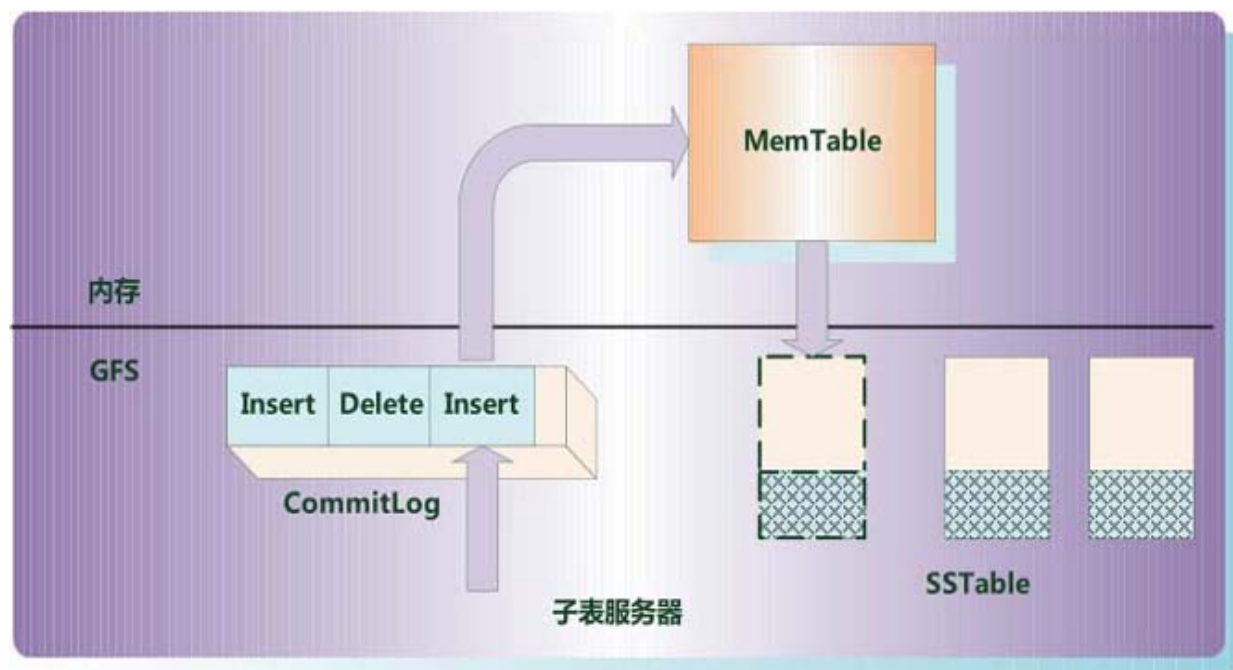 MemTable
内存
GFS
Insert Delete Insert
CommitLog
SSTable
子表服务器